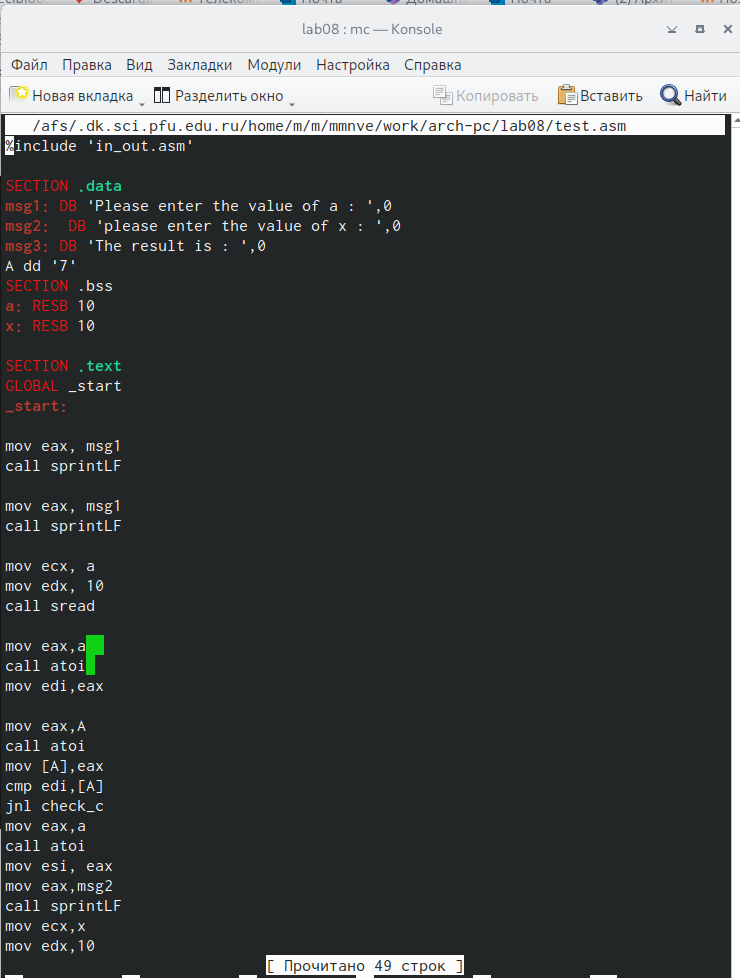 lab08 : mc — Konsole
Файл Правка Вид Закладки Модули Настройка Справка
Новая вкладка Разделить окно Копировать Вставить Найти
/afs/.dk.sci.pfu.edu.ru/home/m/m/mmnve/work/arch-pc/lab08/test.asm
%include 'in_out.asm'
SECTION .data
msg1: DB 'Please enter the value of a : ',0
msg2:  DB 'please enter the value of x : ',0
msg3: DB 'The result is : ',0
A dd '7'
SECTION .bss
a: RESB 10
x: RESB 10
SECTION .text
GLOBAL _start
_start:
mov eax, msg1
call sprintLF
mov eax, msg1
call sprintLF
mov ecx, a
mov edx, 10
call sread
mov eax,a
call atoi
mov edi,eax
mov eax,A
call atoi
mov [A],eax
cmp edi,[A]
jnl check_c
mov eax,a
call atoi
mov esi, eax
mov eax,msg2
call sprintLF
mov ecx,x
mov edx,10
[ Прочитано 49 строк ]